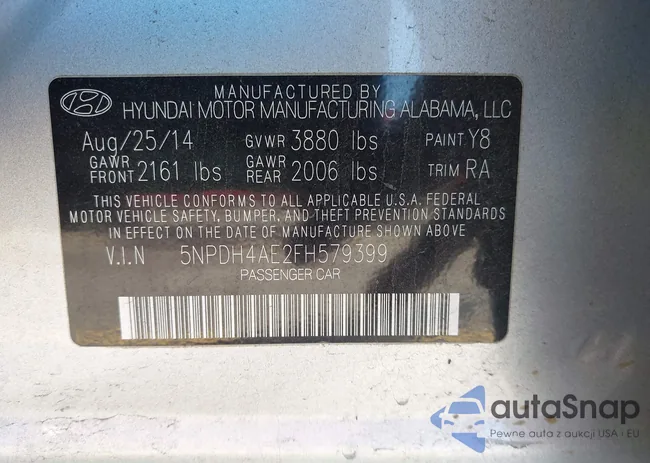 MANUFACTURED BY
HYUNDAI MOTOR MANUFACTURING ALABAMA, LLC
Aug/25/14 GVWR 3880 lbs PAINT Y8
GAWR FRONT 2161 lbs GAWR REAR 2006 lbs TRIM RA
THIS VEHICLE CONFORMS TO ALL APPLICABLE U.S.A. FEDERAL
MOTOR VEHICLE SAFETY, BUMPER, AND THEFT PREVENTION STANDARDS
IN EFFECT ON THE DATE OF MANUFACTURE SHOWN ABOVE.
V.I.N 5NPDH4AE2FH579399
PASSENGER CAR
autaSnap
Pewne auta z aukcji USA i EU